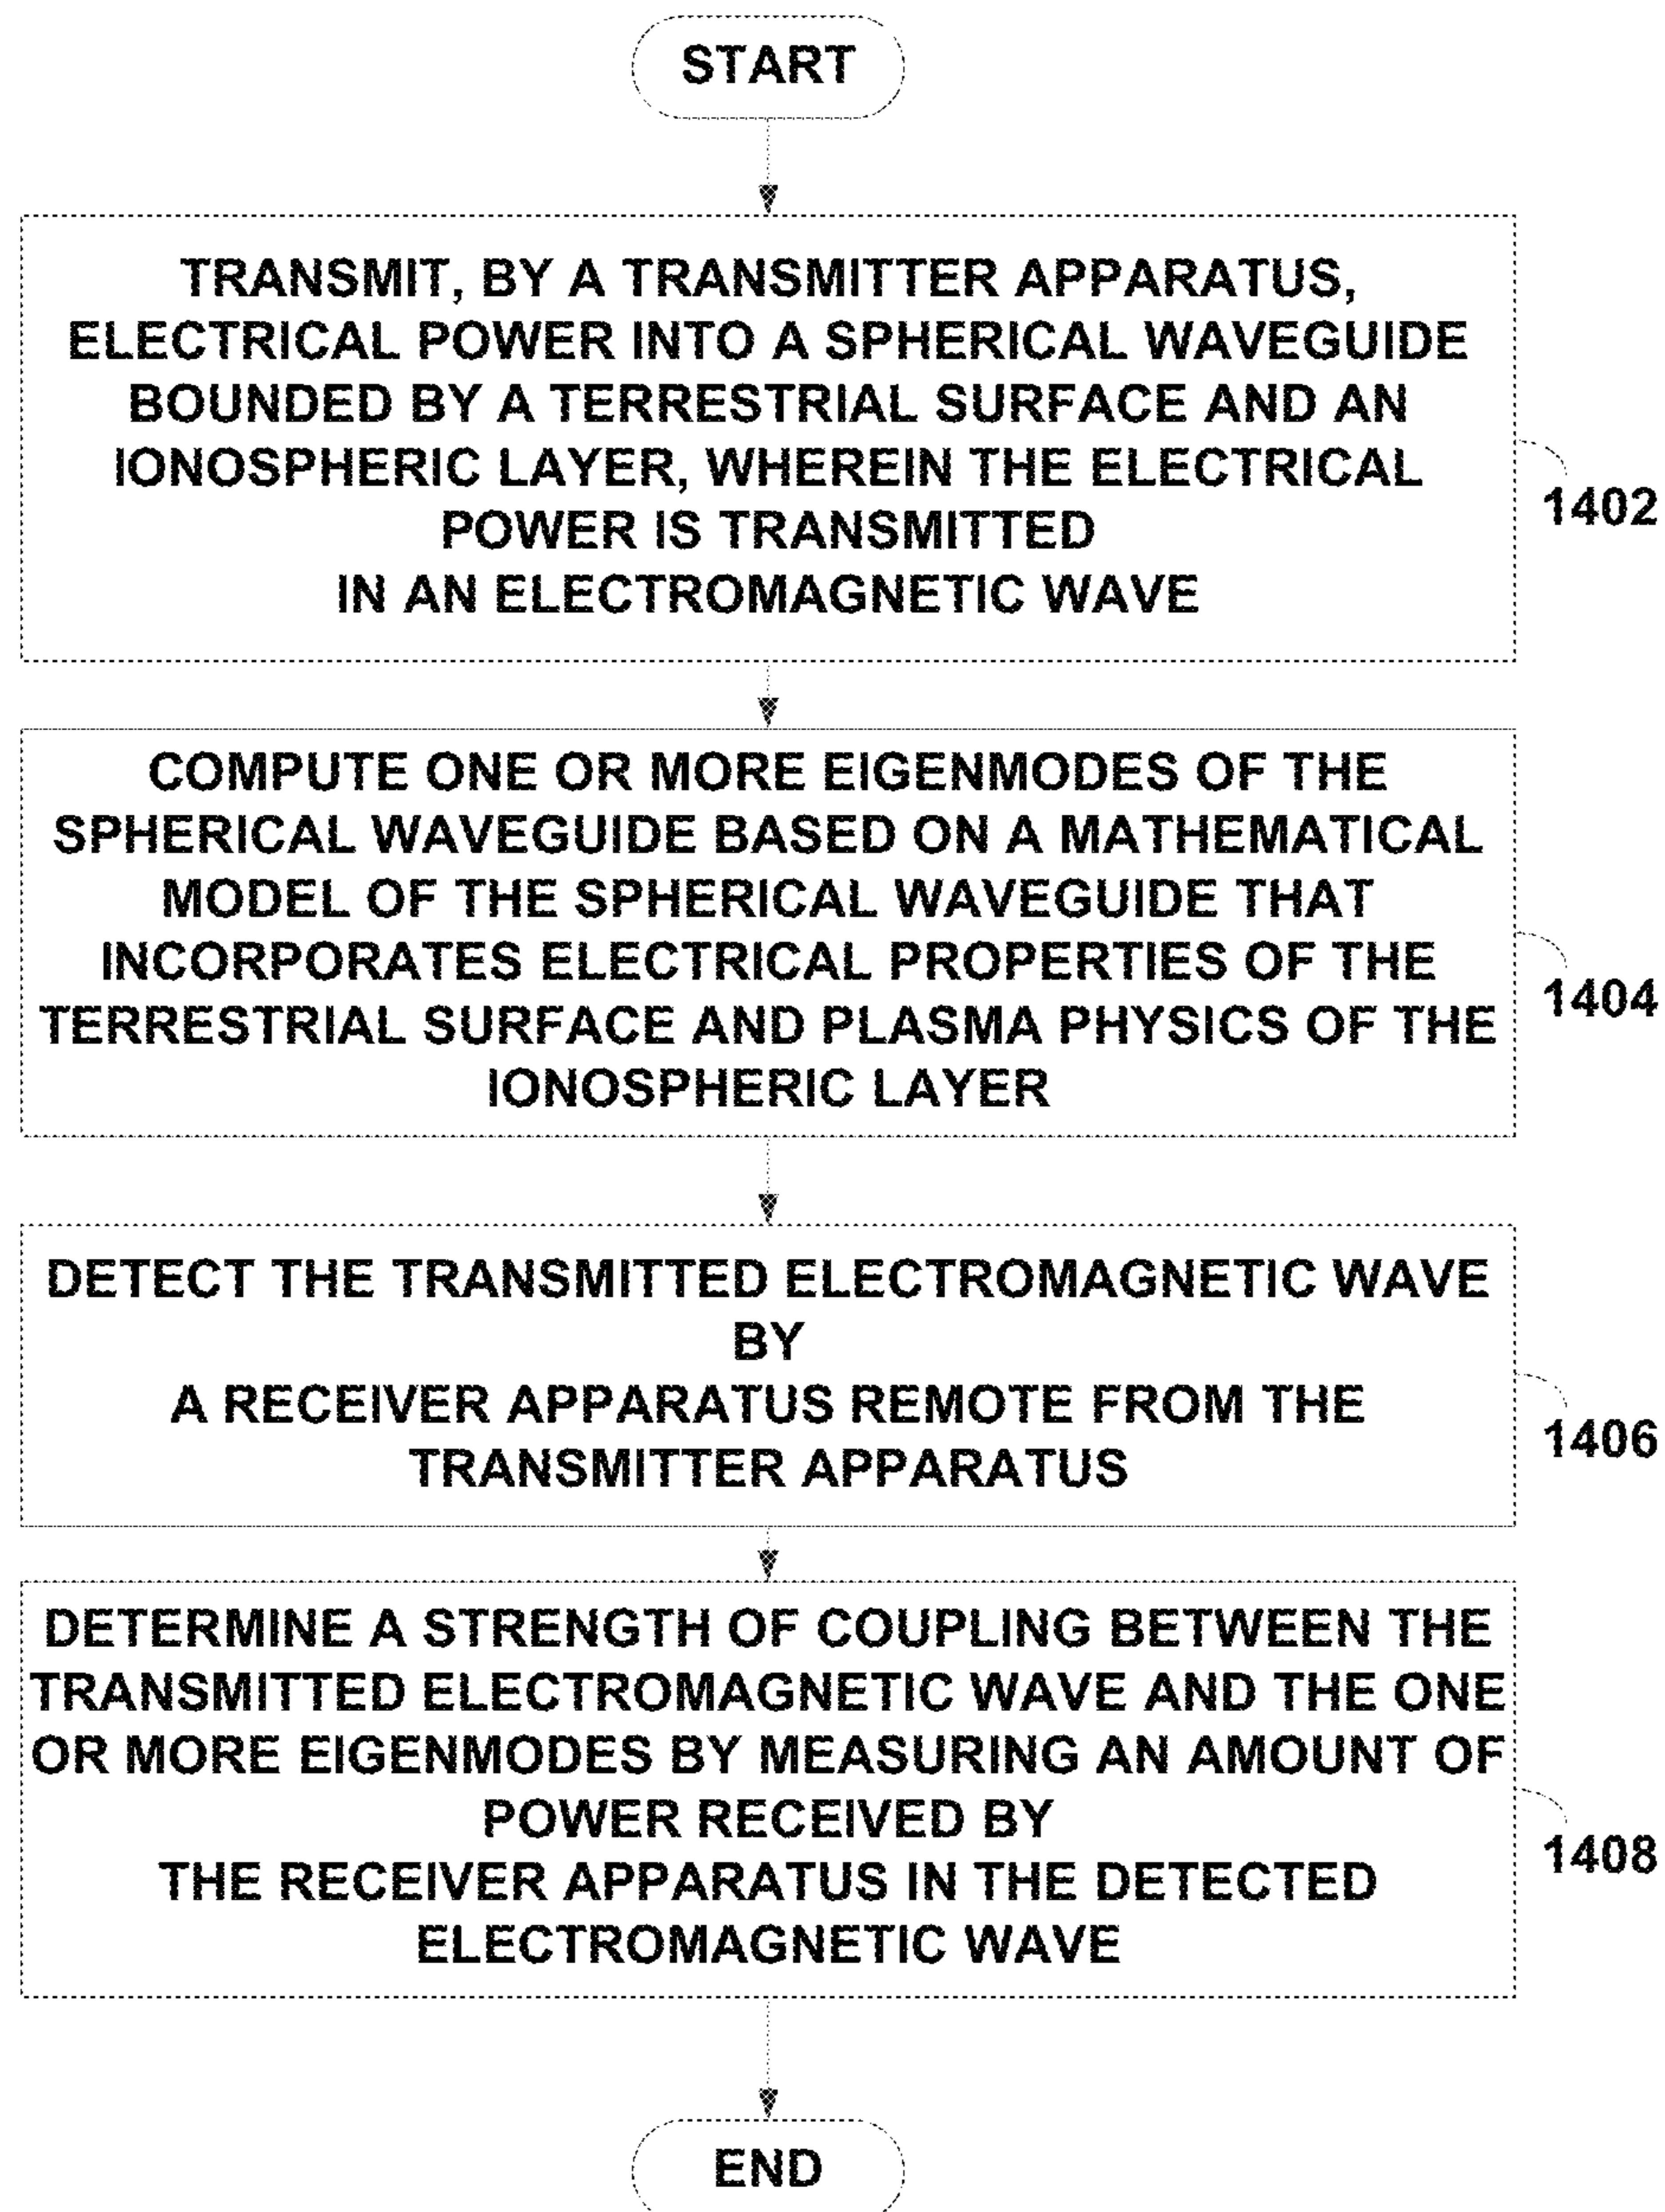 START
TRANSMIT, BY A TRANSMITTER APPARATUS,
ELECTRICAL POWER INTO A SPHERICAL WAVEGUIDE
BOUNDED BY A TERRESTRIAL SURFACE AND AN
IONOSPHERIC LAYER, WHEREIN THE ELECTRICAL
POWER IS TRANSMITTED
IN AN ELECTROMAGNETIC WAVE
1402
COMPUTE ONE OR MORE EIGENMODES OF THE
SPHERICAL WAVEGUIDE BASED ON A MATHEMATICAL
MODEL OF THE SPHERICAL WAVEGUIDE THAT
INCORPORATES ELECTRICAL PROPERTIES OF THE
TERRESTRIAL SURFACE AND PLASMA PHYSICS OF THE
IONOSPHERIC LAYER
1404
DETECT THE TRANSMITTED ELECTROMAGNETIC WAVE
BY
A RECEIVER APPARATUS REMOTE FROM THE
TRANSMITTER APPARATUS
1406
DETERMINE A STRENGTH OF COUPLING BETWEEN THE
TRANSMITTED ELECTROMAGNETIC WAVE AND THE ONE
OR MORE EIGENMODES BY MEASURING AN AMOUNT OF
POWER RECEIVED BY
THE RECEIVER APPARATUS IN THE DETECTED
ELECTROMAGNETIC WAVE
1408
END